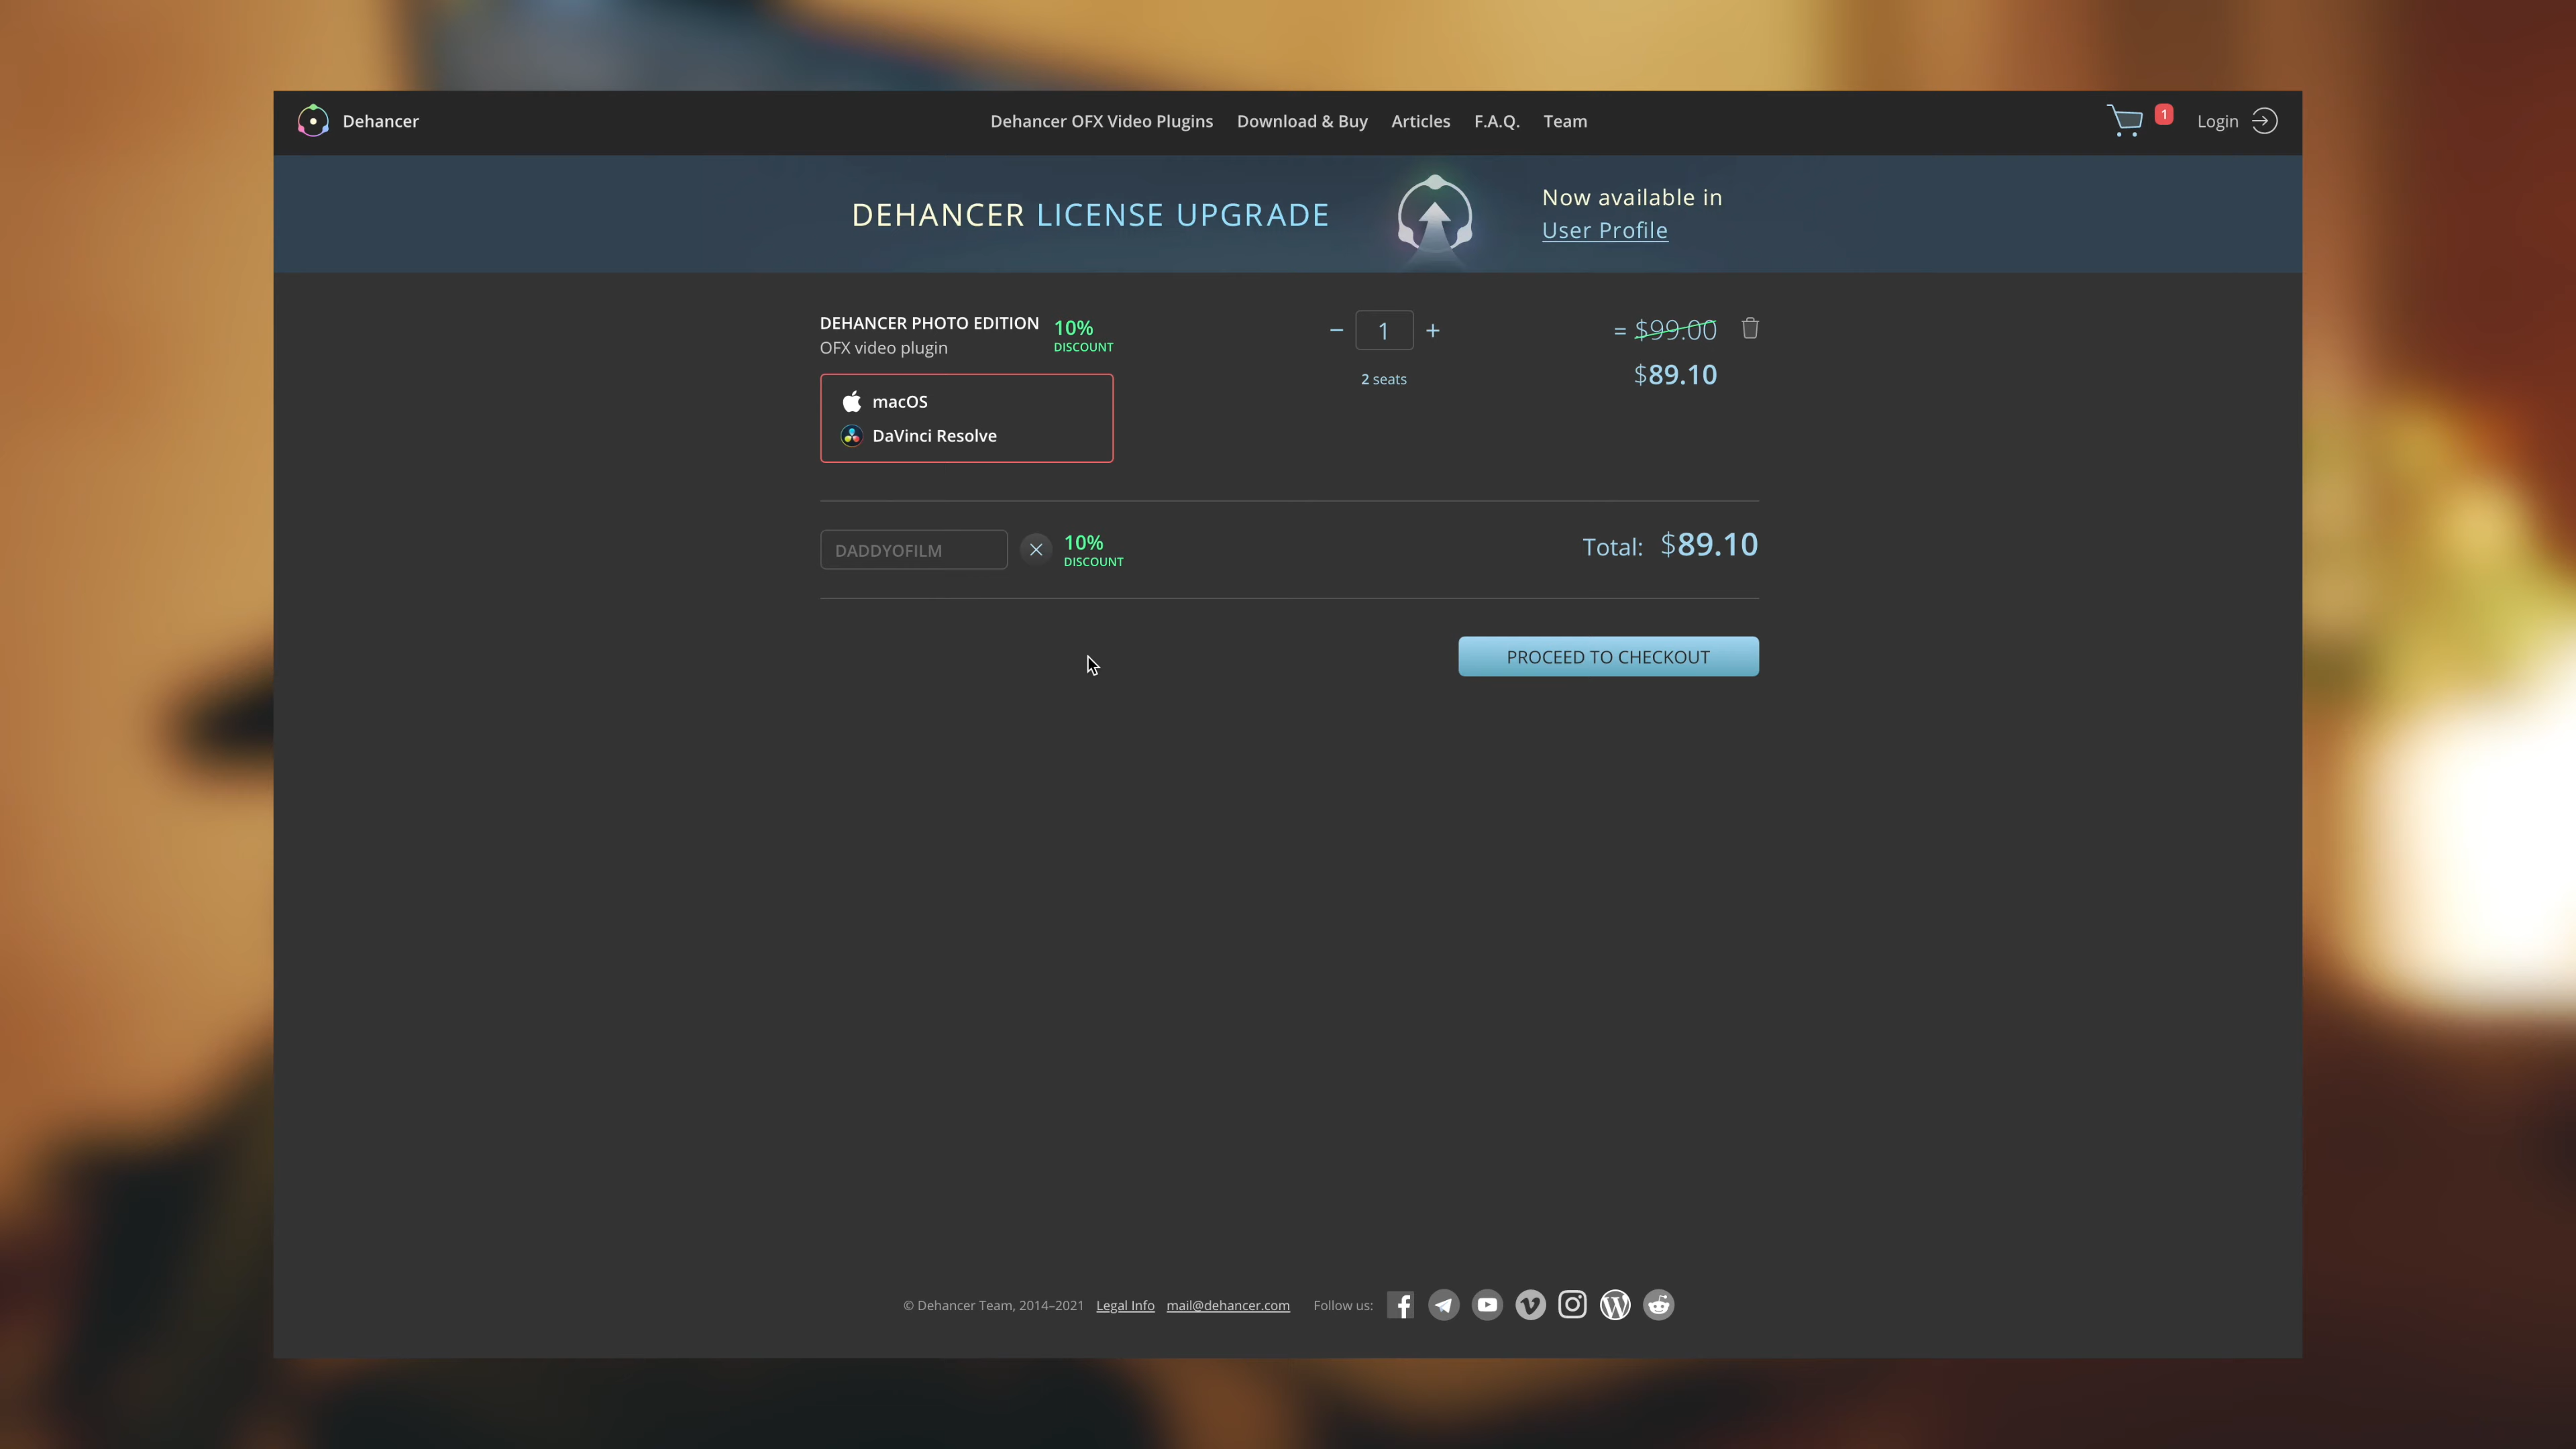 Dehancer
Dehancer OFX Video Plugins Download & Buy Articles F.A.Q. Team
1
Login
DEHANCER LICENSE UPGRADE
Now available in
User Profile
DEHANCER PHOTO EDITION
OFX video plugin
10%
DISCOUNT
− 1 +
2 seats
= $99.00
$89.10
macOS
DaVinci Resolve
DADDYOFILM
10%
DISCOUNT
Total: $89.10
PROCEED TO CHECKOUT
© Dehancer Team, 2014–2021 Legal Info mail@dehancer.com Follow us: